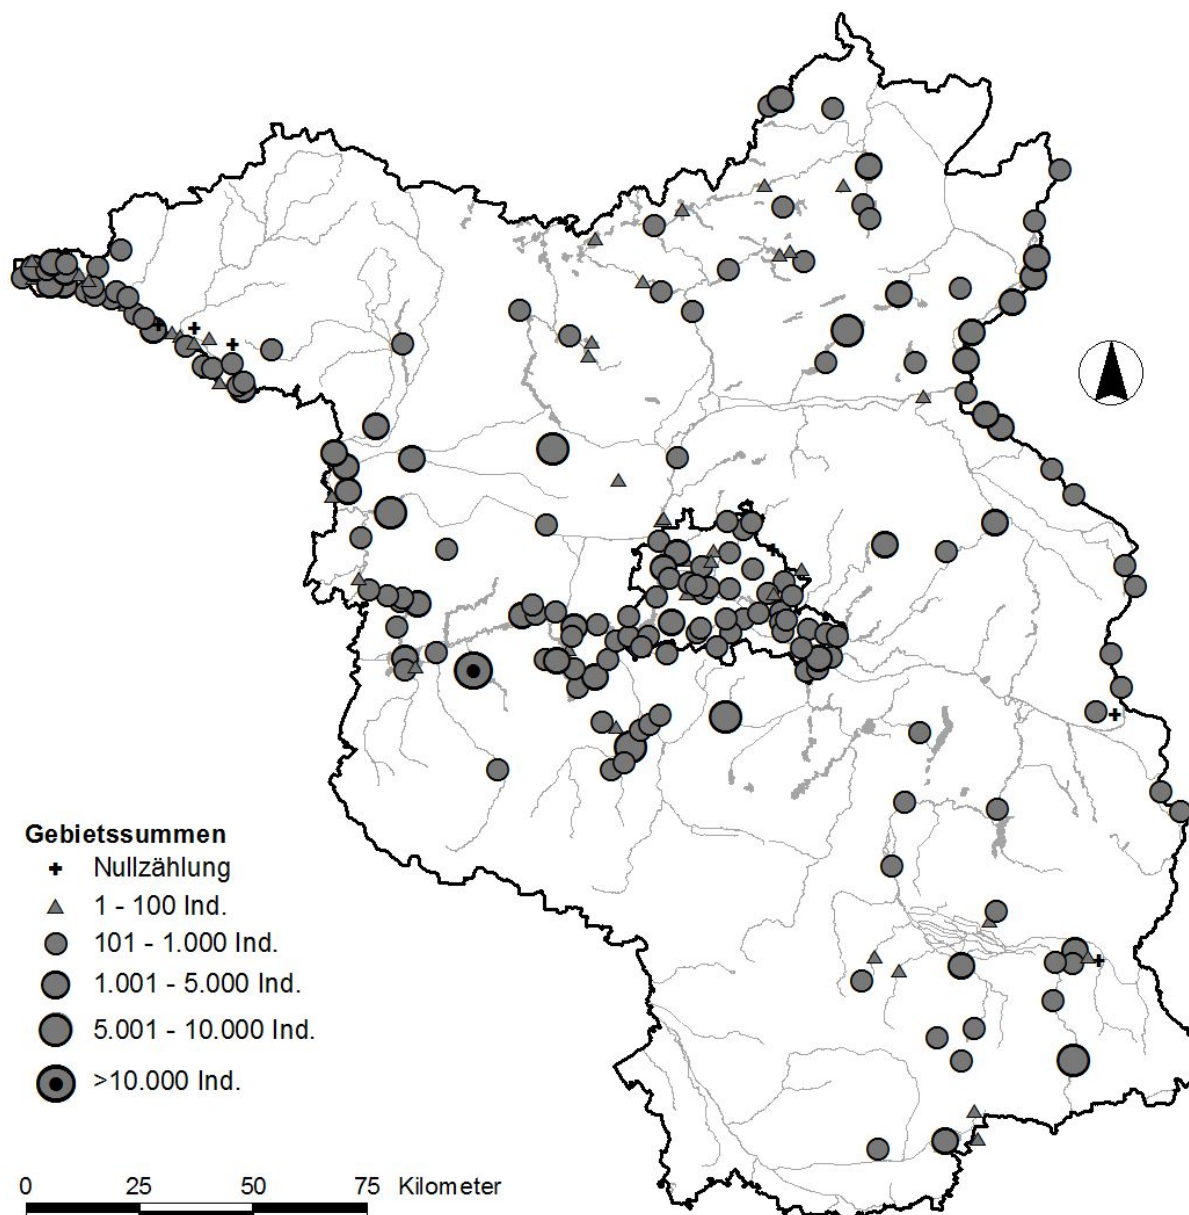 Gebietssummen
Nullzählung
1 - 100 Ind.
101 - 1.000 Ind.
1.001 - 5.000 Ind.
5.001 - 10.000 Ind.
>10.000 Ind.
0 25 50 75 Kilometer